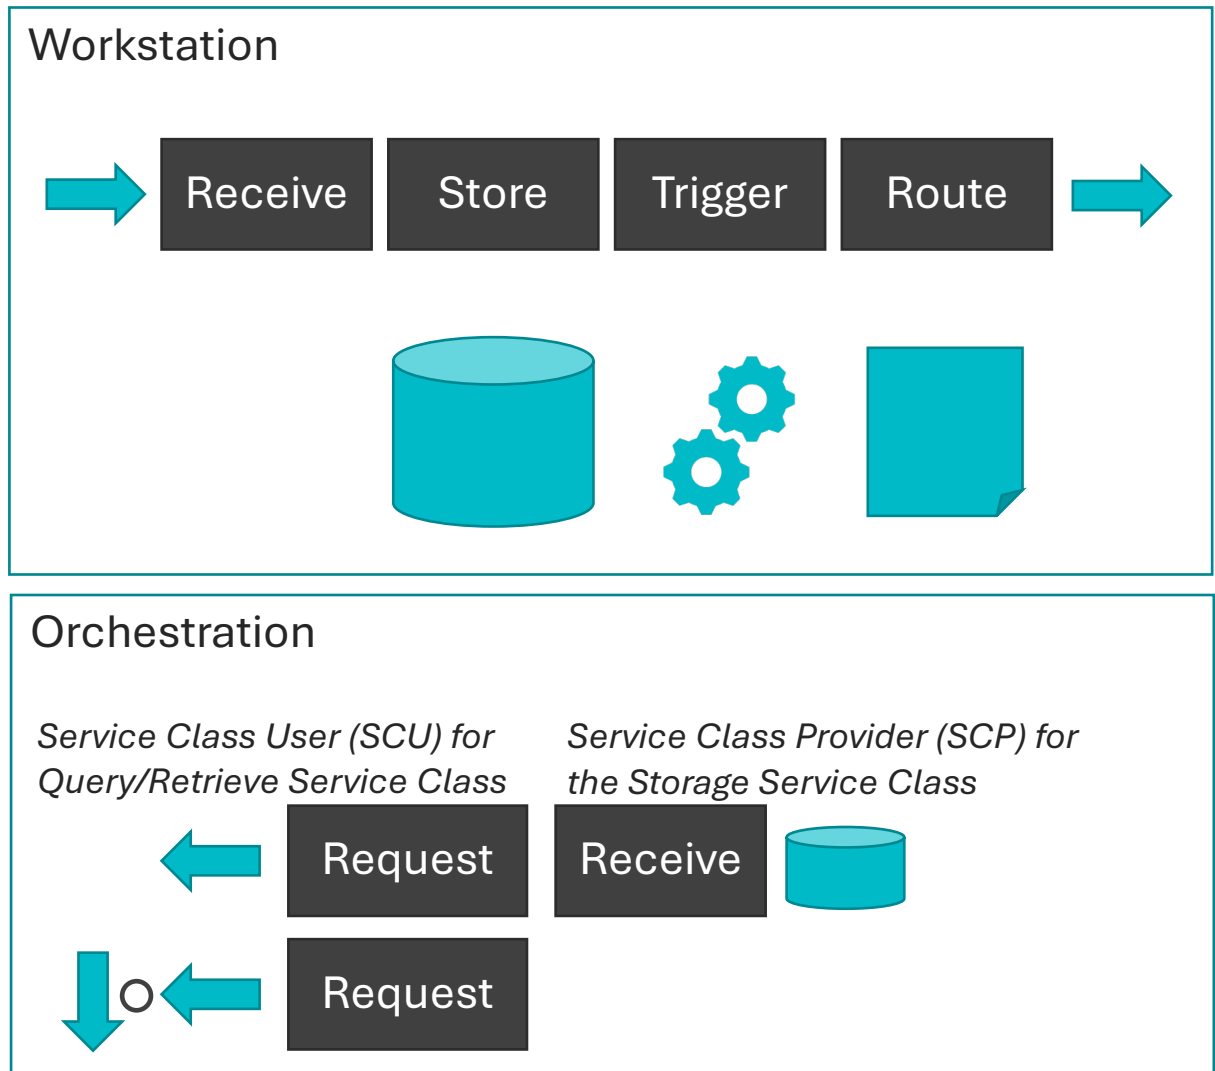 Workstation
Receive
Store
Trigger
Route
Orchestration
Service Class User (SCU) for
Query/Retrieve Service Class
Service Class Provider (SCP) for
the Storage Service Class
Request
Receive
Request